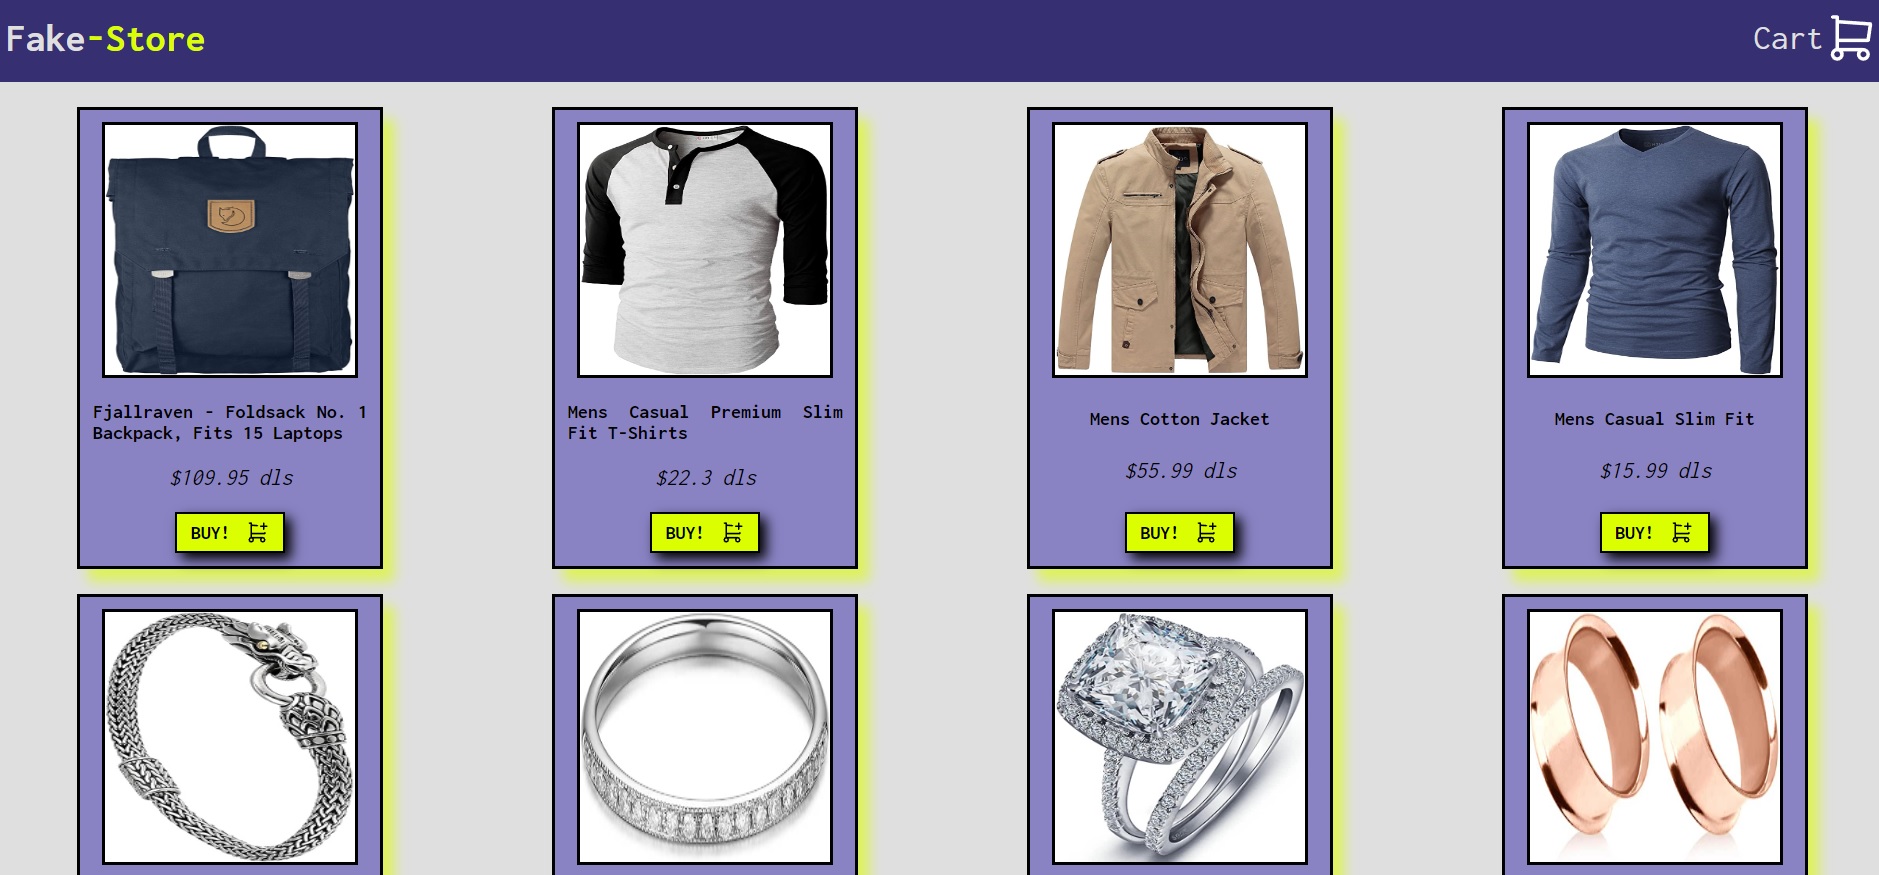 Fake-Store
Cart
Fjallraven - Foldsack No. 1
Backpack, Fits 15 Laptops
$109.95 dls
BUY!
Mens Casual Premium Slim
Fit T-Shirts
$22.3 dls
BUY!
Mens Cotton Jacket
$55.99 dls
BUY!
Mens Casual Slim Fit
$15.99 dls
BUY!